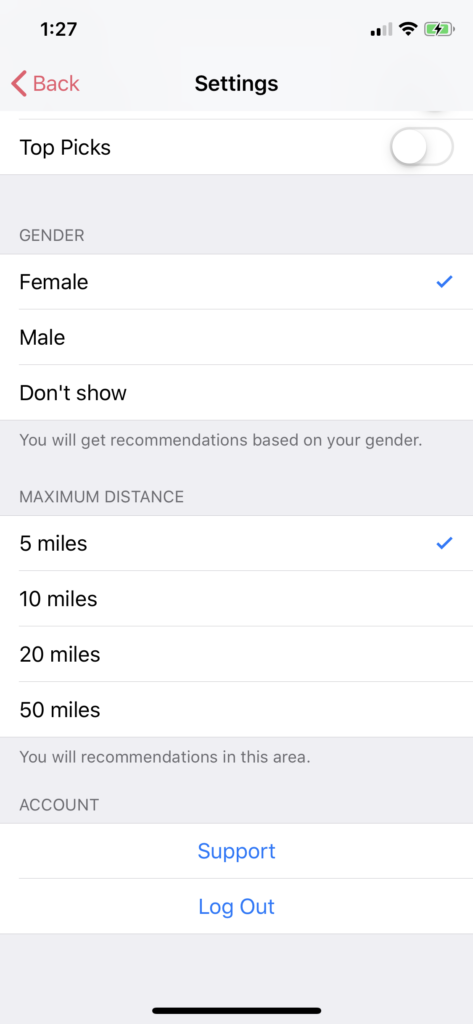 1:27
Back
Settings
Top Picks
GENDER
Female
Male
Don't show
You will get recommendations based on your gender.
MAXIMUM DISTANCE
5 miles
10 miles
20 miles
50 miles
You will recommendations in this area.
ACCOUNT
Support
Log Out